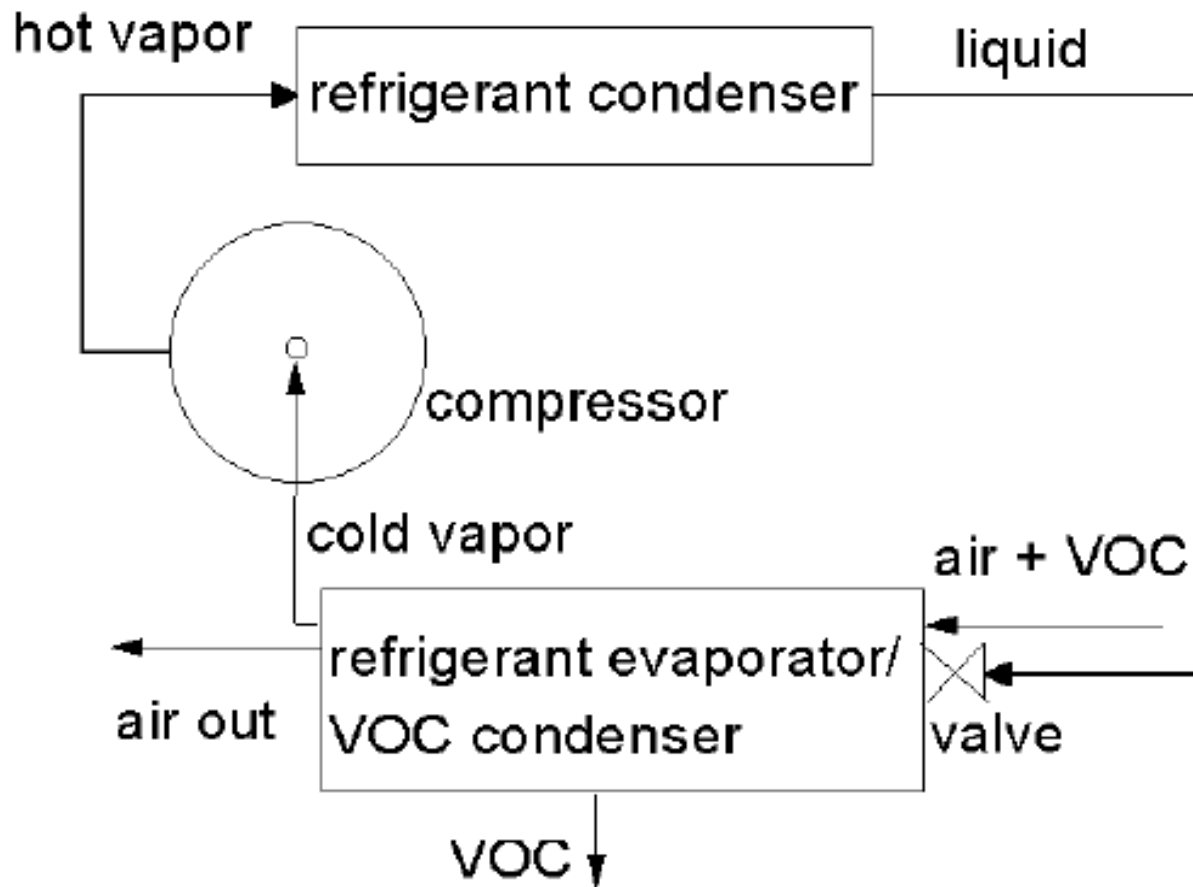 hot vapor
liquid
refrigerant condenser
compressor
cold vapor
air + VOC
refrigerant evaporator/
VOC condenser
air out
valve
VOC